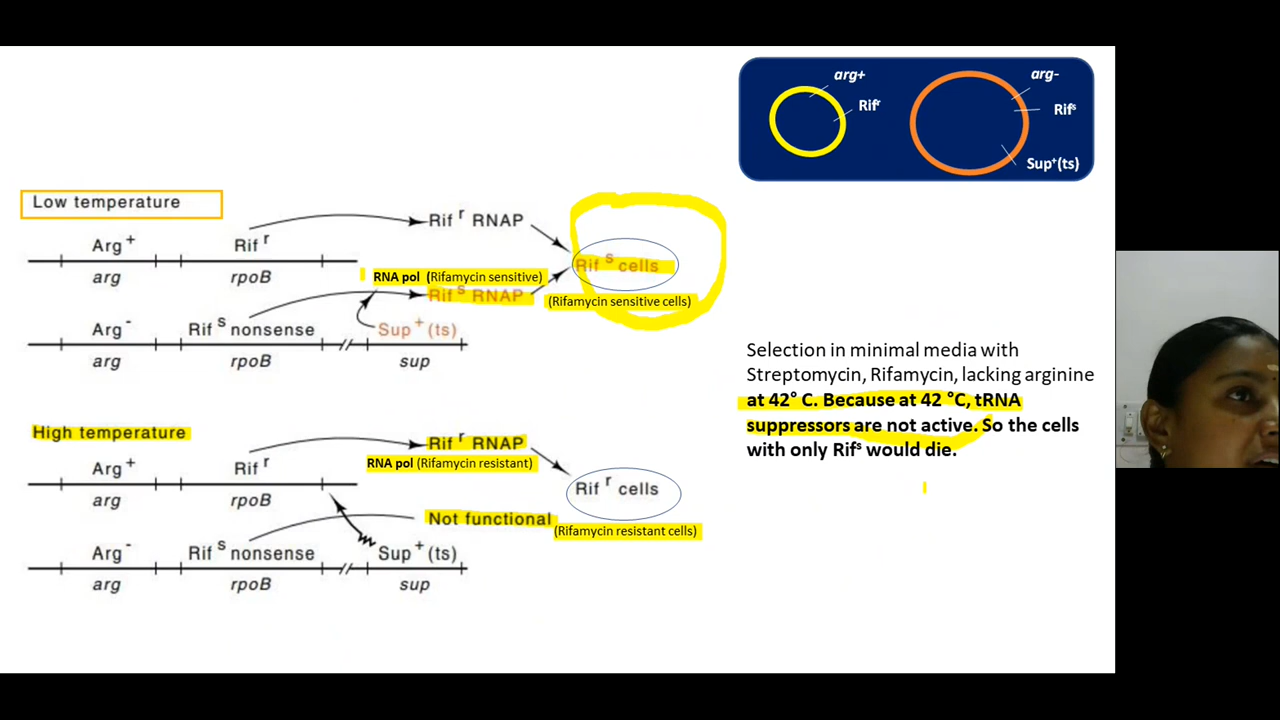 arg+
Rifʳ
arg-
Rifˢ
Sup⁺(ts)
Low temperature
Arg⁺ Rif ʳ
arg rpoB
Rif ʳ RNAP
RNA pol (Rifamycin sensitive)
Rif ˢ RNAP
Rif ˢ cells
(Rifamycin sensitive cells)
Arg⁻ Rif ˢ nonsense Sup⁺(ts)
arg rpoB sup
High temperature
Arg⁺ Rif ʳ
arg rpoB
Rif ʳ RNAP
RNA pol (Rifamycin resistant)
Rif ʳ cells
Not functional
(Rifamycin resistant cells)
Arg⁻ Rif ˢ nonsense Sup⁺(ts)
arg rpoB sup
Selection in minimal media with
Streptomycin, Rifamycin, lacking arginine
at 42° C. Because at 42 °C, tRNA
suppressors are not active. So the cells
with only Rifˢ would die.